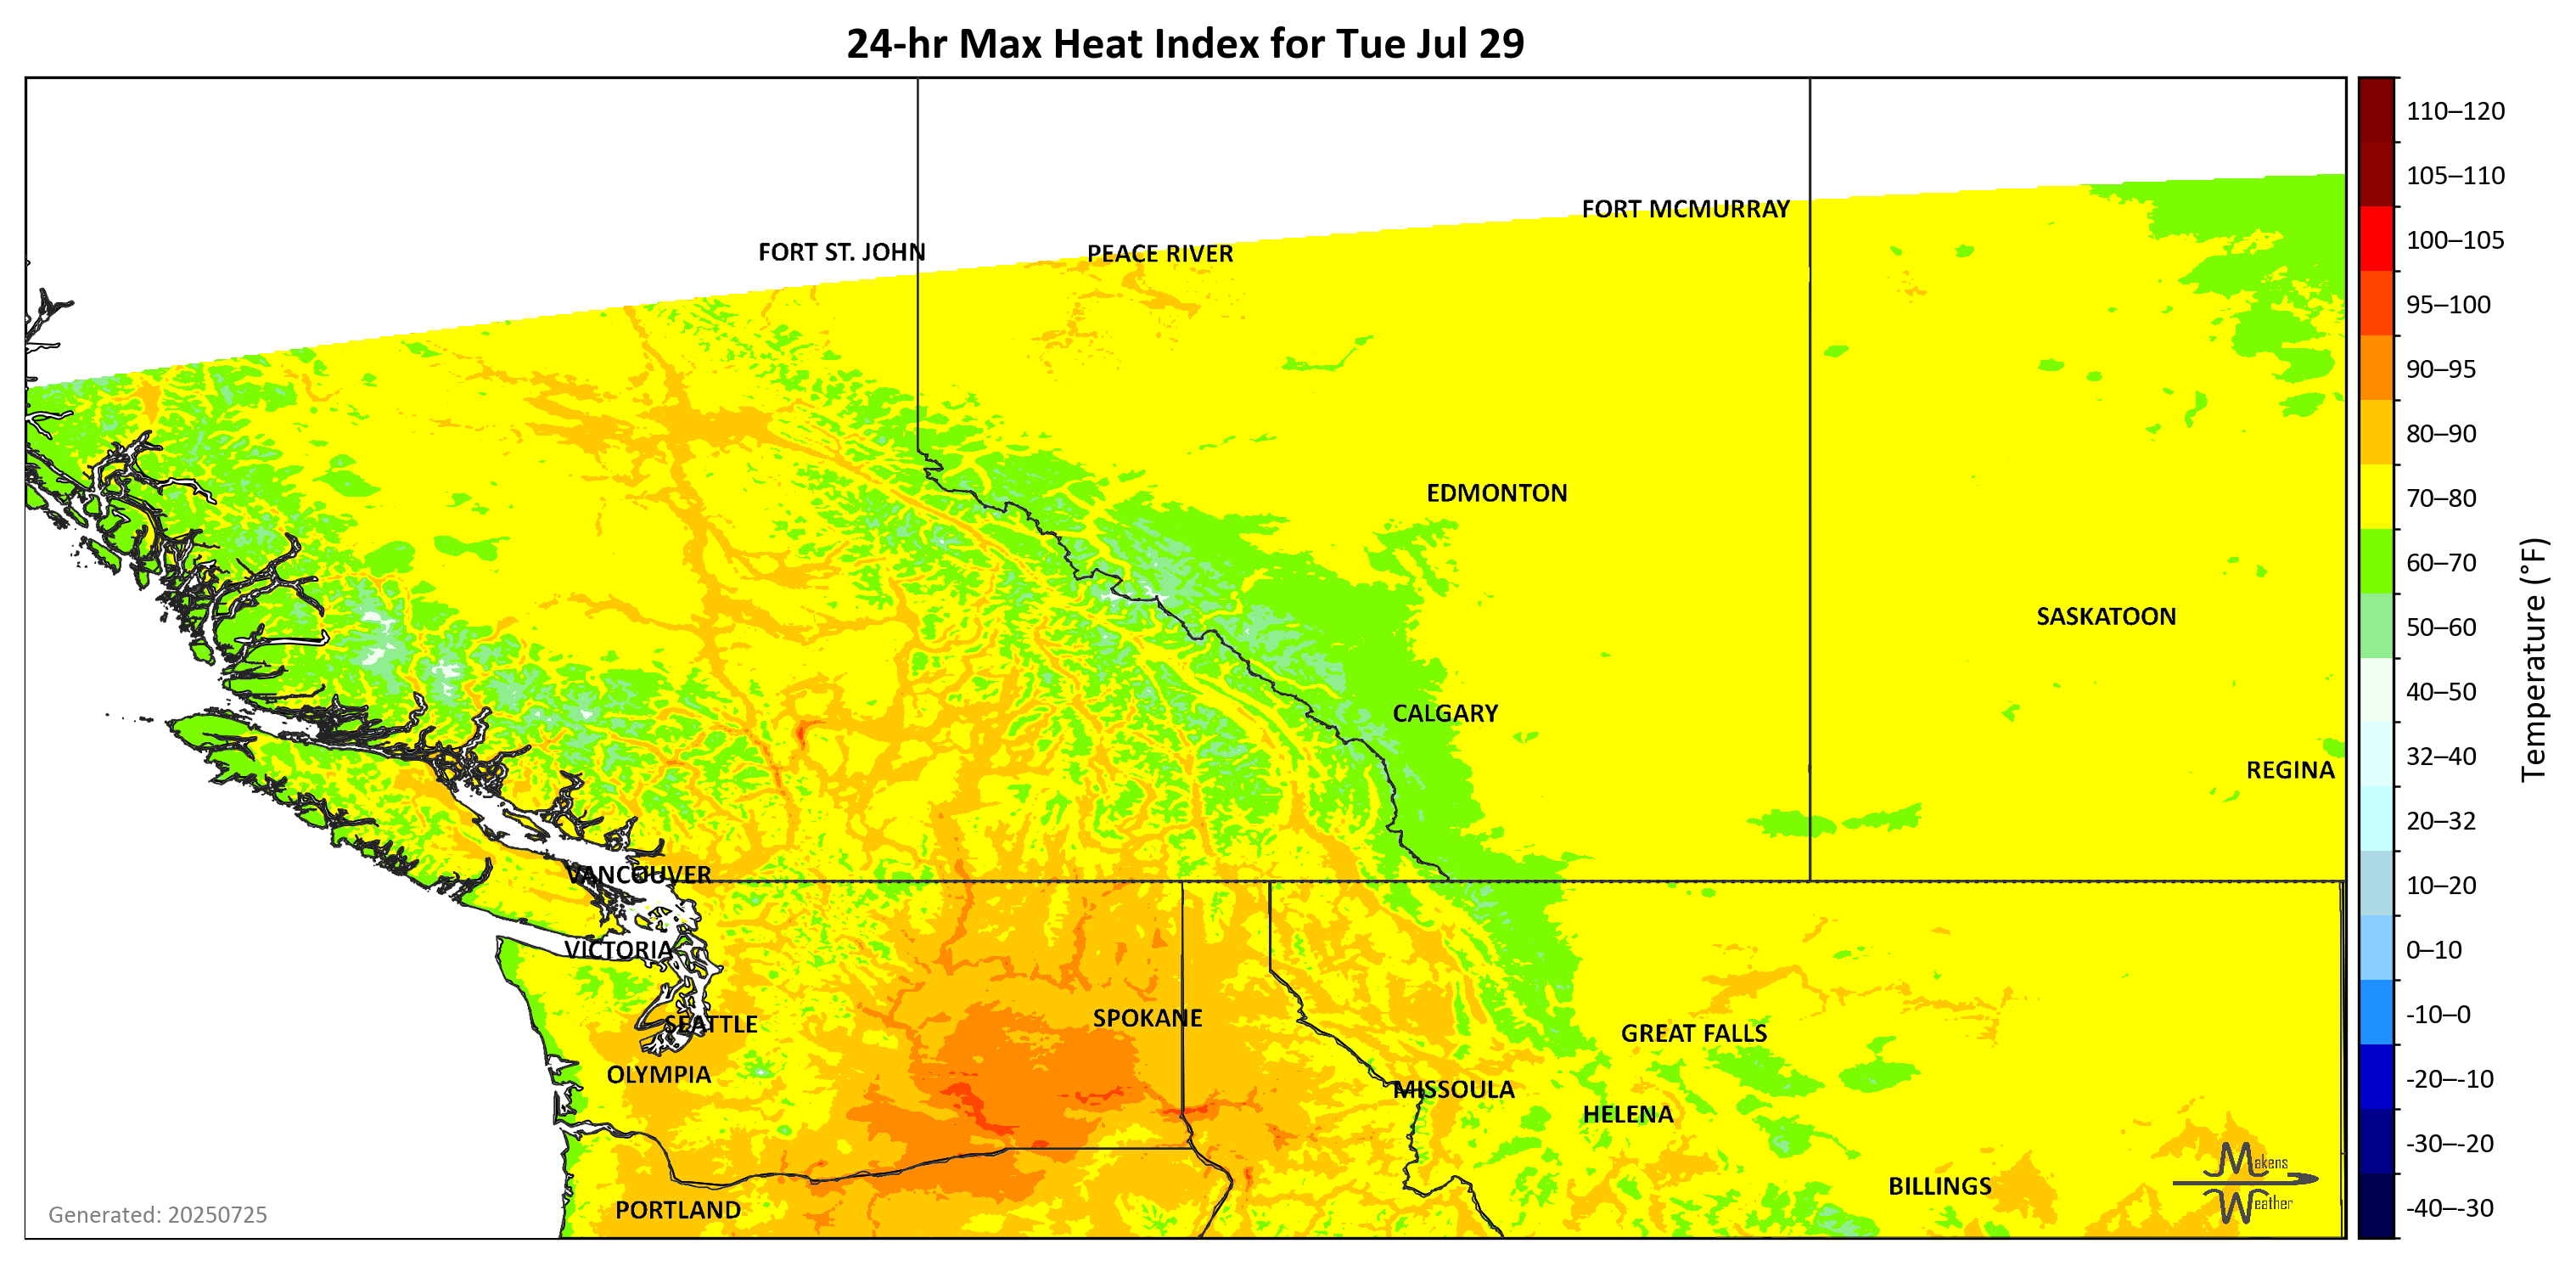 24-hr Max Heat Index for Tue Jul 29
110–120
105–110
100–105
95–100
90–95
80–90
70–80
60–70
50–60
40–50
32–40
20–32
10–20
0–10
-10–0
-20–-10
-30–-20
-40–-30
Temperature (°F)
FORT MCMURRAY
FORT ST. JOHN
PEACE RIVER
EDMONTON
SASKATOON
CALGARY
REGINA
VANCOUVER
VICTORIA
SPOKANE
SEATTLE
GREAT FALLS
OLYMPIA
MISSOULA
HELENA
BILLINGS
PORTLAND
Makens
Weather
Generated: 20250725